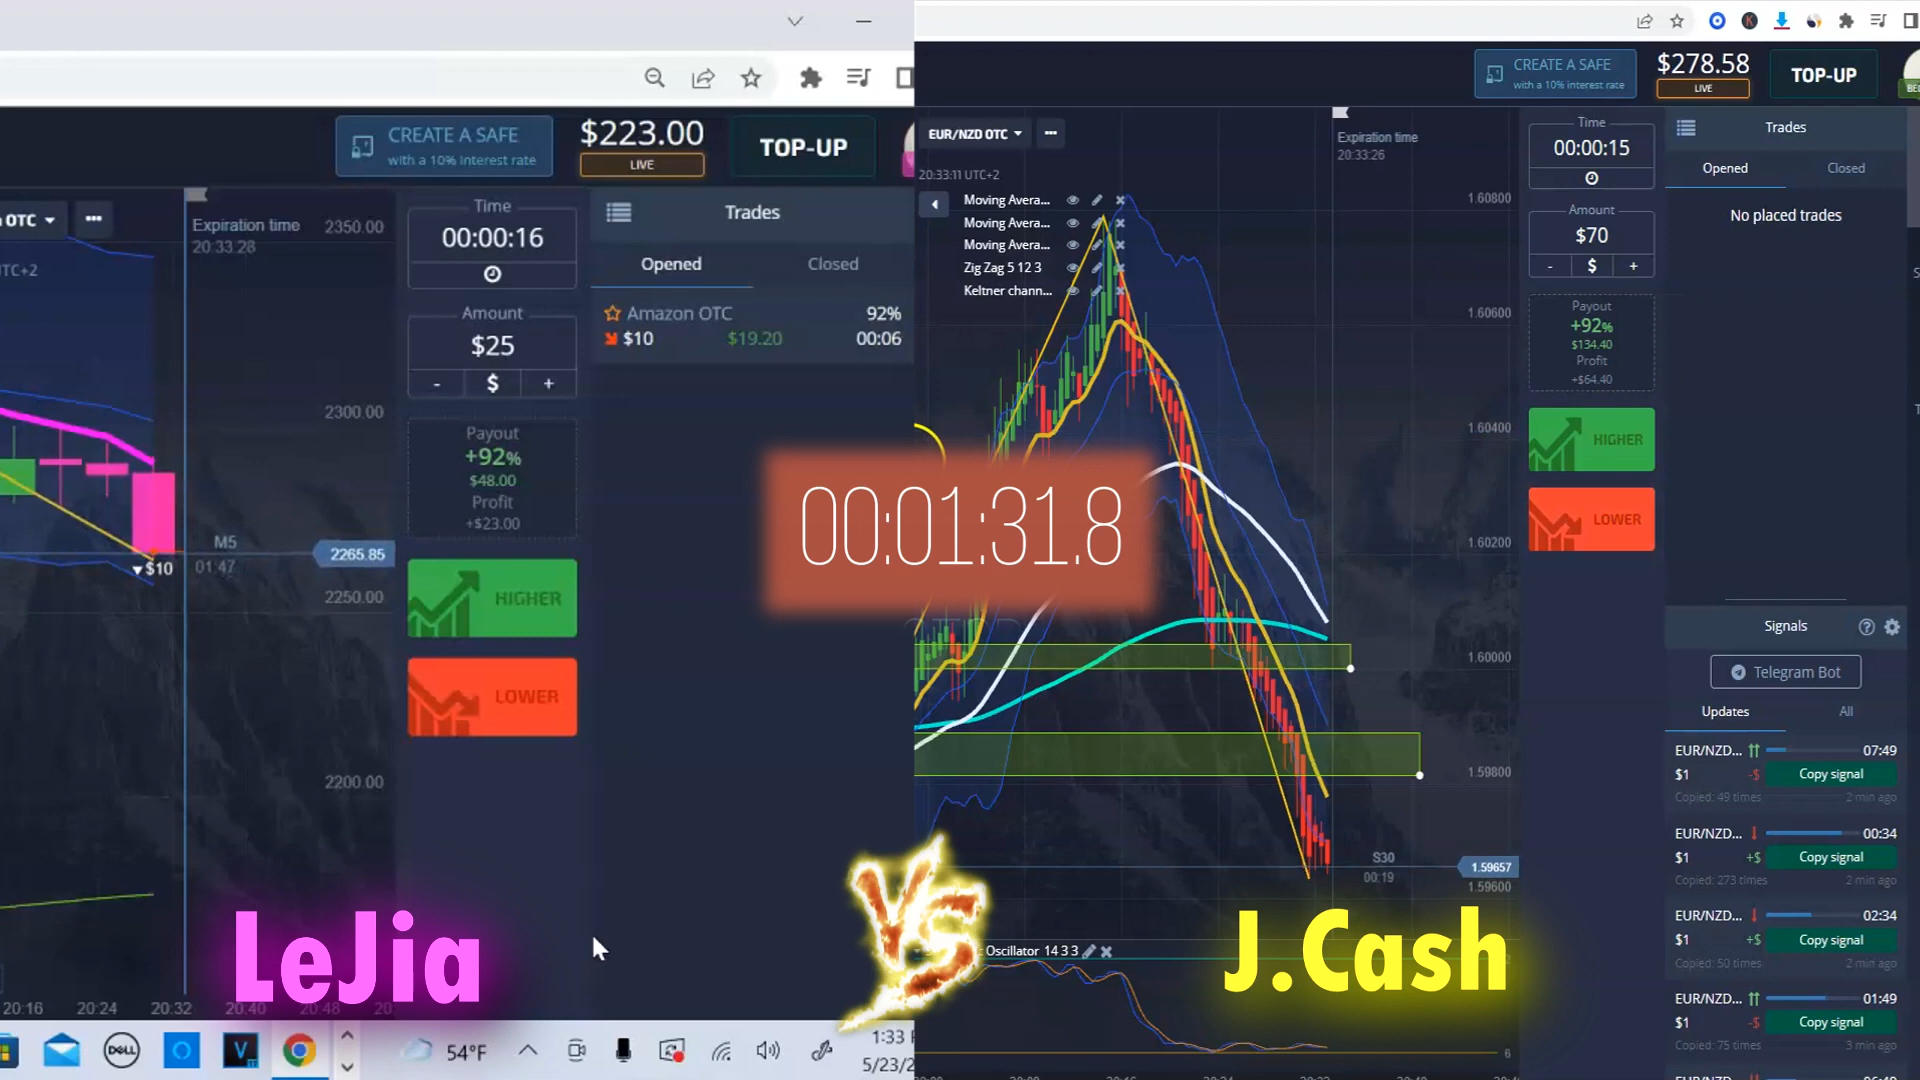 CREATE A SAFE
with a 10% interest rate
$223.00
LIVE
TOP-UP
OTC
Expiration time
20:33:28
UTC+2
2350.00
2300.00
M5
01:47
2265.85
2250.00
2200.00
$10
Time
00:00:16
Amount
$25
- $ +
Payout
+92%
$48.00
Profit
+$23.00
HIGHER
LOWER
Trades
Opened Closed
Amazon OTC 92%
$10 $19.20 00:06
20:16 20:24 20:32 20:40 20:48 20:
LeJia
DELL
V
54°F
1:33
5/23/2
00:01:31.8
VS
CREATE A SAFE
with a 10% interest rate
$278.58
LIVE
TOP-UP
K
EUR/NZD OTC
20:33:11 UTC+2
Expiration time
20:33:26
Moving Avera...
Moving Avera...
Moving Avera...
Zig Zag 5 12 3
Keltner chann...
1.60800
1.60600
1.60400
1.60200
1.60000
1.59800
S30
00:19
1.59657
1.59600
Oscillator 14 3 3
6
J.Cash
Time
00:00:15
Amount
$70
- $ +
Payout
+92%
$134.40
Profit
+$64.40
HIGHER
LOWER
Trades
Opened Closed
No placed trades
Signals
Telegram Bot
Updates All
EUR/NZD... 07:49
$1 -$ Copy signal
Copied: 49 times 2 min ago
EUR/NZD... 00:34
$1 +$ Copy signal
Copied: 273 times 2 min ago
EUR/NZD... 02:34
$1 +$ Copy signal
Copied: 50 times 2 min ago
EUR/NZD... 01:49
$1 -$ Copy signal
Copied: 75 times 3 min ago